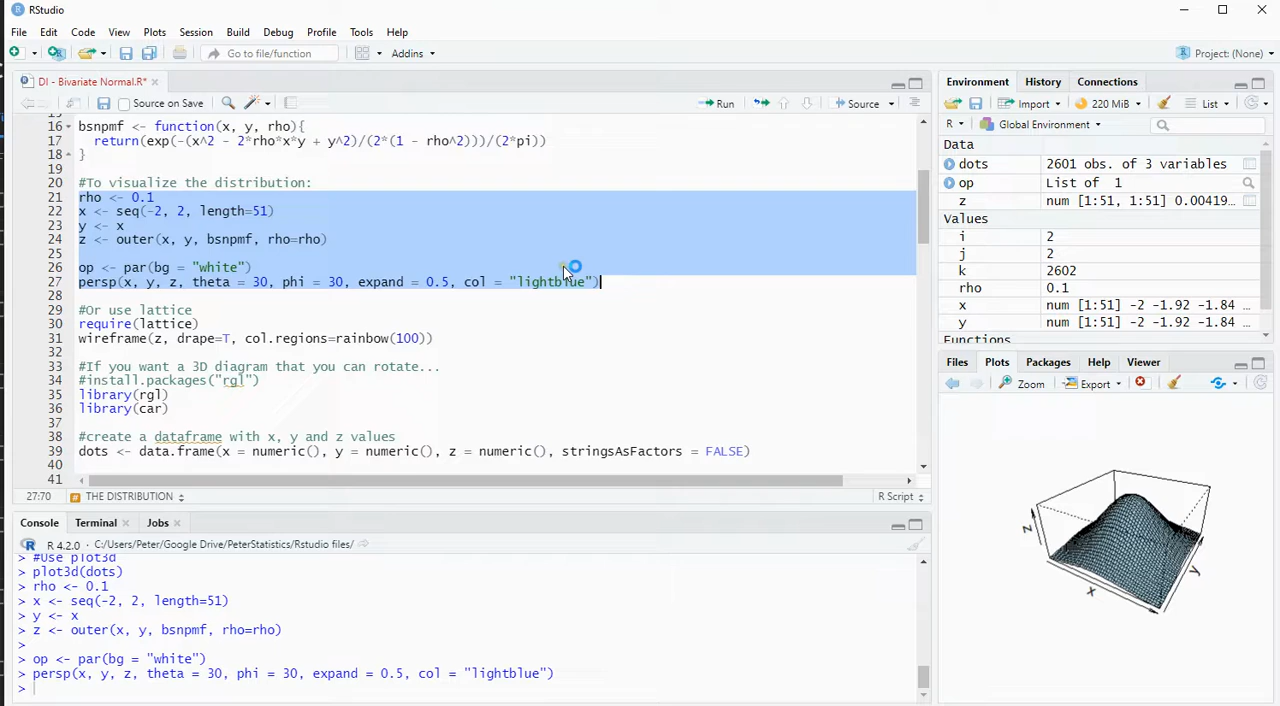 RStudio
File Edit Code View Plots Session Build Debug Profile Tools Help
Go to file/function Addins Project: (None)
DI - Bivariate Normal.R*
Source on Save Run Source
16 bsnpmf <- function(x, y, rho){
17 return(exp(-(x^2 - 2*rho*x*y + y^2)/(2*(1 - rho^2)))/(2*pi))
18 }
19
20 #To visualize the distribution:
21 rho <- 0.1
22 x <- seq(-2, 2, length=51)
23 y <- x
24 z <- outer(x, y, bsnpmf, rho=rho)
25
26 op <- par(bg = "white")
27 persp(x, y, z, theta = 30, phi = 30, expand = 0.5, col = "lightblue")
28
29 #Or use lattice
30 require(lattice)
31 wireframe(z, drape=T, col.regions=rainbow(100))
32
33 #If you want a 3D diagram that you can rotate...
34 #install.packages("rgl")
35 library(rgl)
36 library(car)
37
38 #create a dataframe with x, y and z values
39 dots <- data.frame(x = numeric(), y = numeric(), z = numeric(), stringsAsFactors = FALSE)
40
41
27:70 THE DISTRIBUTION R Script
Console Terminal Jobs
R 4.2.0 · C:/Users/Peter/Google Drive/PeterStatistics/Rstudio files/
> #Use plot3d
> plot3d(dots)
> rho <- 0.1
> x <- seq(-2, 2, length=51)
> y <- x
> z <- outer(x, y, bsnpmf, rho=rho)
>
> op <- par(bg = "white")
> persp(x, y, z, theta = 30, phi = 30, expand = 0.5, col = "lightblue")
>
Environment History Connections
Import 220 MiB List
R Global Environment
Data
dots 2601 obs. of 3 variables
op List of 1
z num [1:51, 1:51] 0.00419...
Values
i 2
j 2
k 2602
rho 0.1
x num [1:51] -2 -1.92 -1.84 ...
y num [1:51] -2 -1.92 -1.84 ...
Functions
Files Plots Packages Help Viewer
Zoom Export
z
x
y